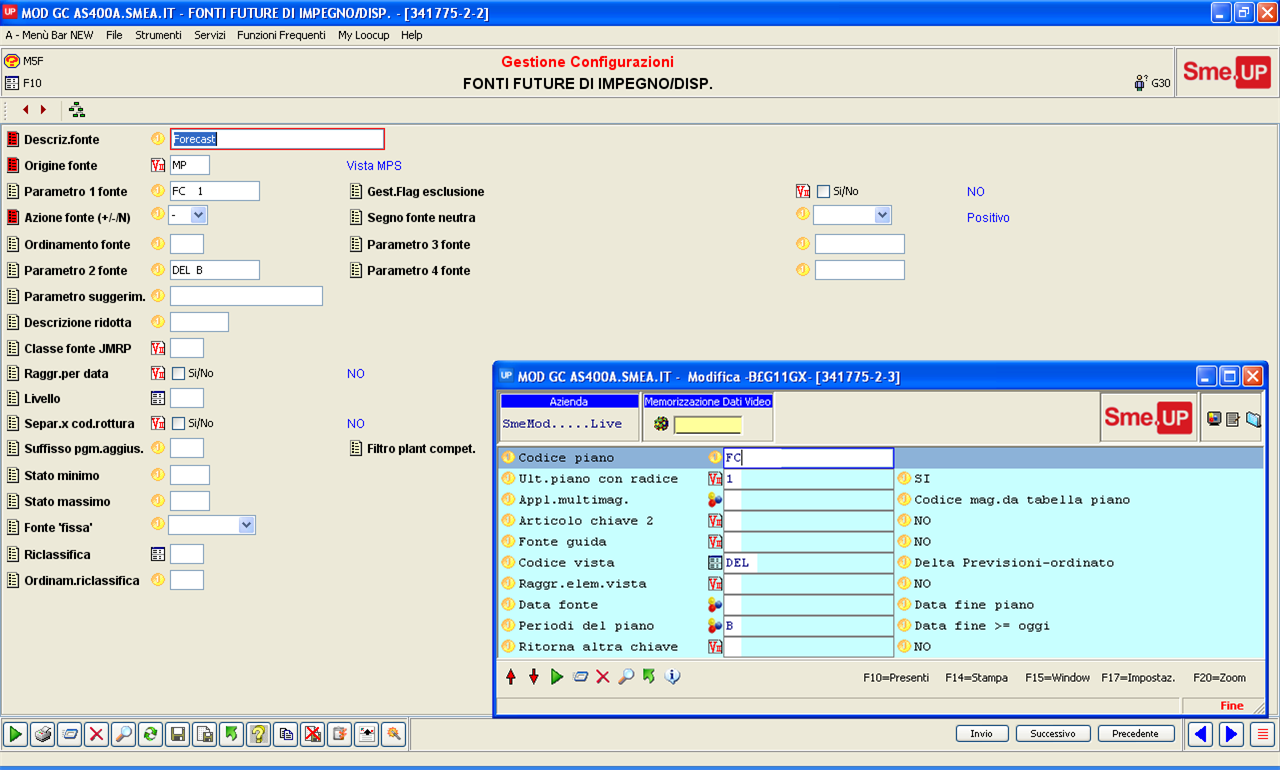 UP MOD GC AS400A.SMEA.IT - FONTI FUTURE DI IMPEGNO/DISP. - [341775-2-2]
A - Menù Bar NEW File Strumenti Servizi Funzioni Frequenti My Loocup Help
M5F
Gestione Configurazioni
F10
FONTI FUTURE DI IMPEGNO/DISP.
G30
Sme.UP
Descriz.fonte Forecast
Origine fonte MP Vista MPS
Parametro 1 fonte FC 1 Gest.Flag esclusione Si/No NO
Azione fonte (+/-/N) - Segno fonte neutra Positivo
Ordinamento fonte Parametro 3 fonte
Parametro 2 fonte DEL B Parametro 4 fonte
Parametro suggerim.
Descrizione ridotta
Classe fonte JMRP
Raggr.per data Si/No NO
Livello
Separ.x cod.rottura Si/No NO
Suffisso pgm.aggius. Filtro plant compet.
Stato minimo
Stato massimo
Fonte 'fissa'
Riclassifica
Ordinam.riclassifica
UP MOD GC AS400A.SMEA.IT - Modifica -B£G11GX- [341775-2-3]
Azienda Memorizzazione Dati Video
SmeMod.....Live
Sme.UP
Codice piano FC
Ult.piano con radice 1 SI
Appl.multimag. Codice mag.da tabella piano
Articolo chiave 2 NO
Fonte guida NO
Codice vista DEL Delta Previsioni-ordinato
Raggr.elem.vista NO
Data fonte Data fine piano
Periodi del piano B Data fine >= oggi
Ritorna altra chiave NO
F10=Presenti F14=Stampa F15=Window F17=Impostaz. F20=Zoom
Fine
Invio Successivo Precedente